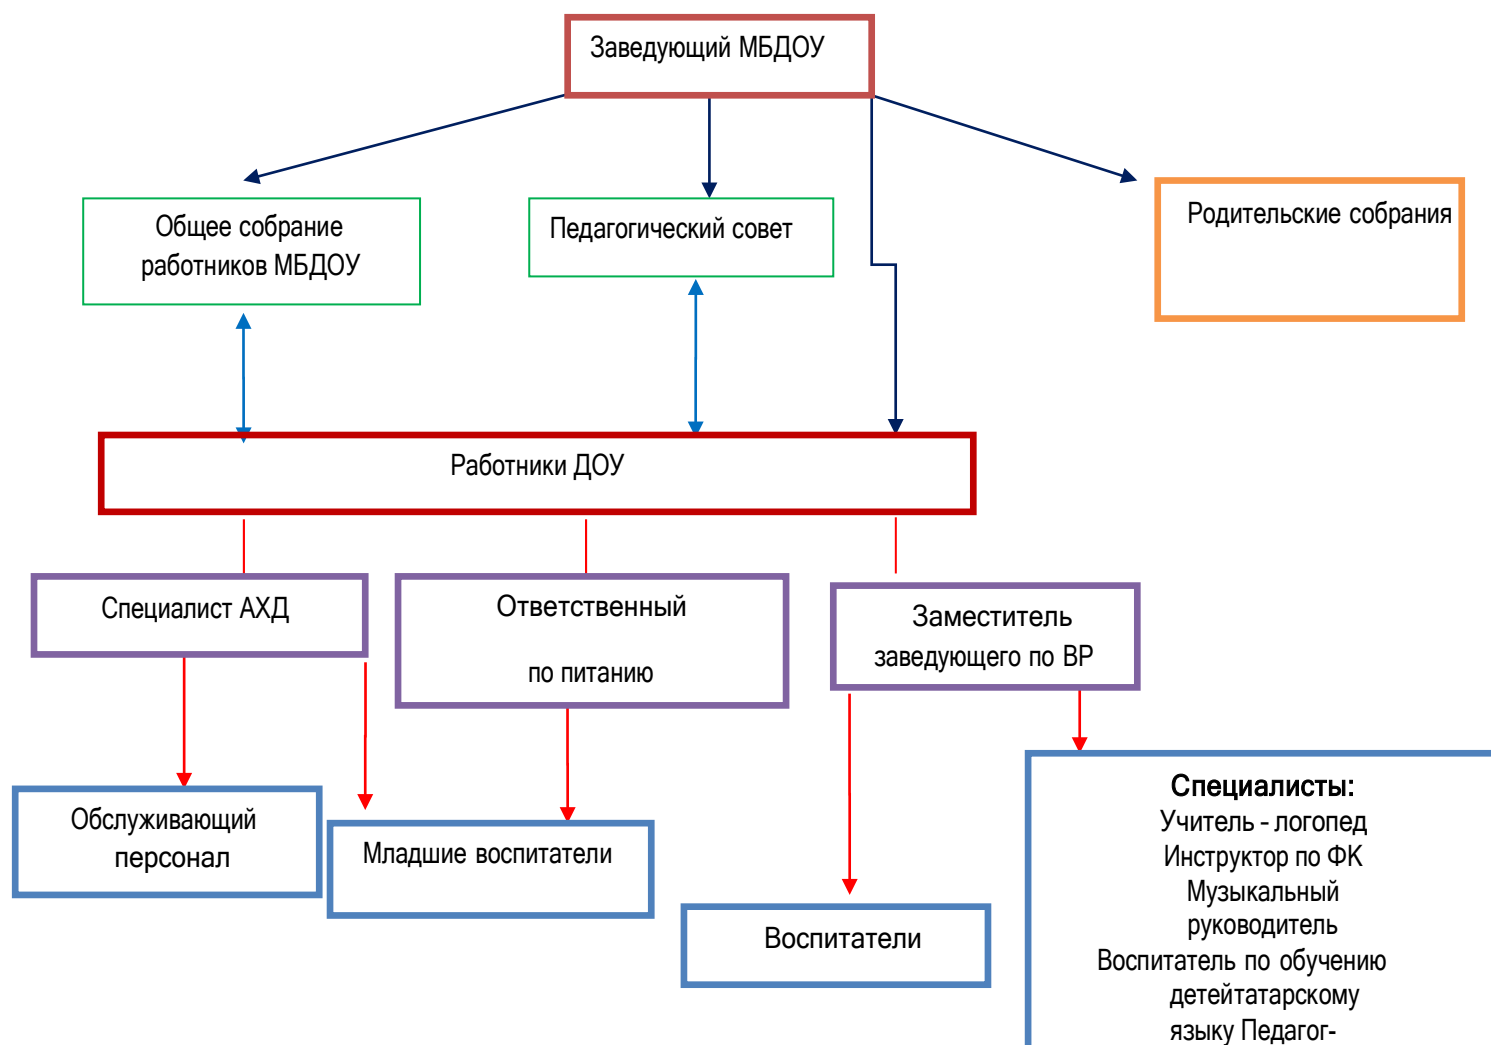 Заведующий МБДОУ
Общее собрание
работников МБДОУ
Педагогический совет
Родительские собрания
Работники ДОУ
Специалист АХД
Ответственный
по питанию
Заместитель
заведующего по ВР
Обслуживающий
персонал
Младшие воспитатели
Воспитатели
Специалисты:
Учитель - логопед
Инструктор по ФК
Музыкальный
руководитель
Воспитатель по обучению
детейтатарскому
языку Педагог-